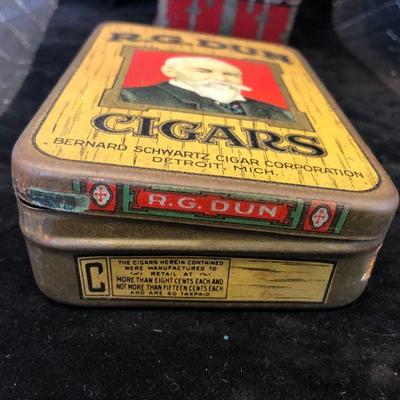 R.G. DUN
CIGARS
BERNARD SCHWARTZ CIGAR CORPORATION
DETROIT, MICH.
R.G. DUN
C
THE CIGARS HEREIN CONTAINED
WERE MANUFACTURED TO
RETAIL AT
MORE THAN EIGHT CENTS EACH AND
NOT MORE THAN FIFTEEN CENTS EACH
AND ARE SO TAXPAID